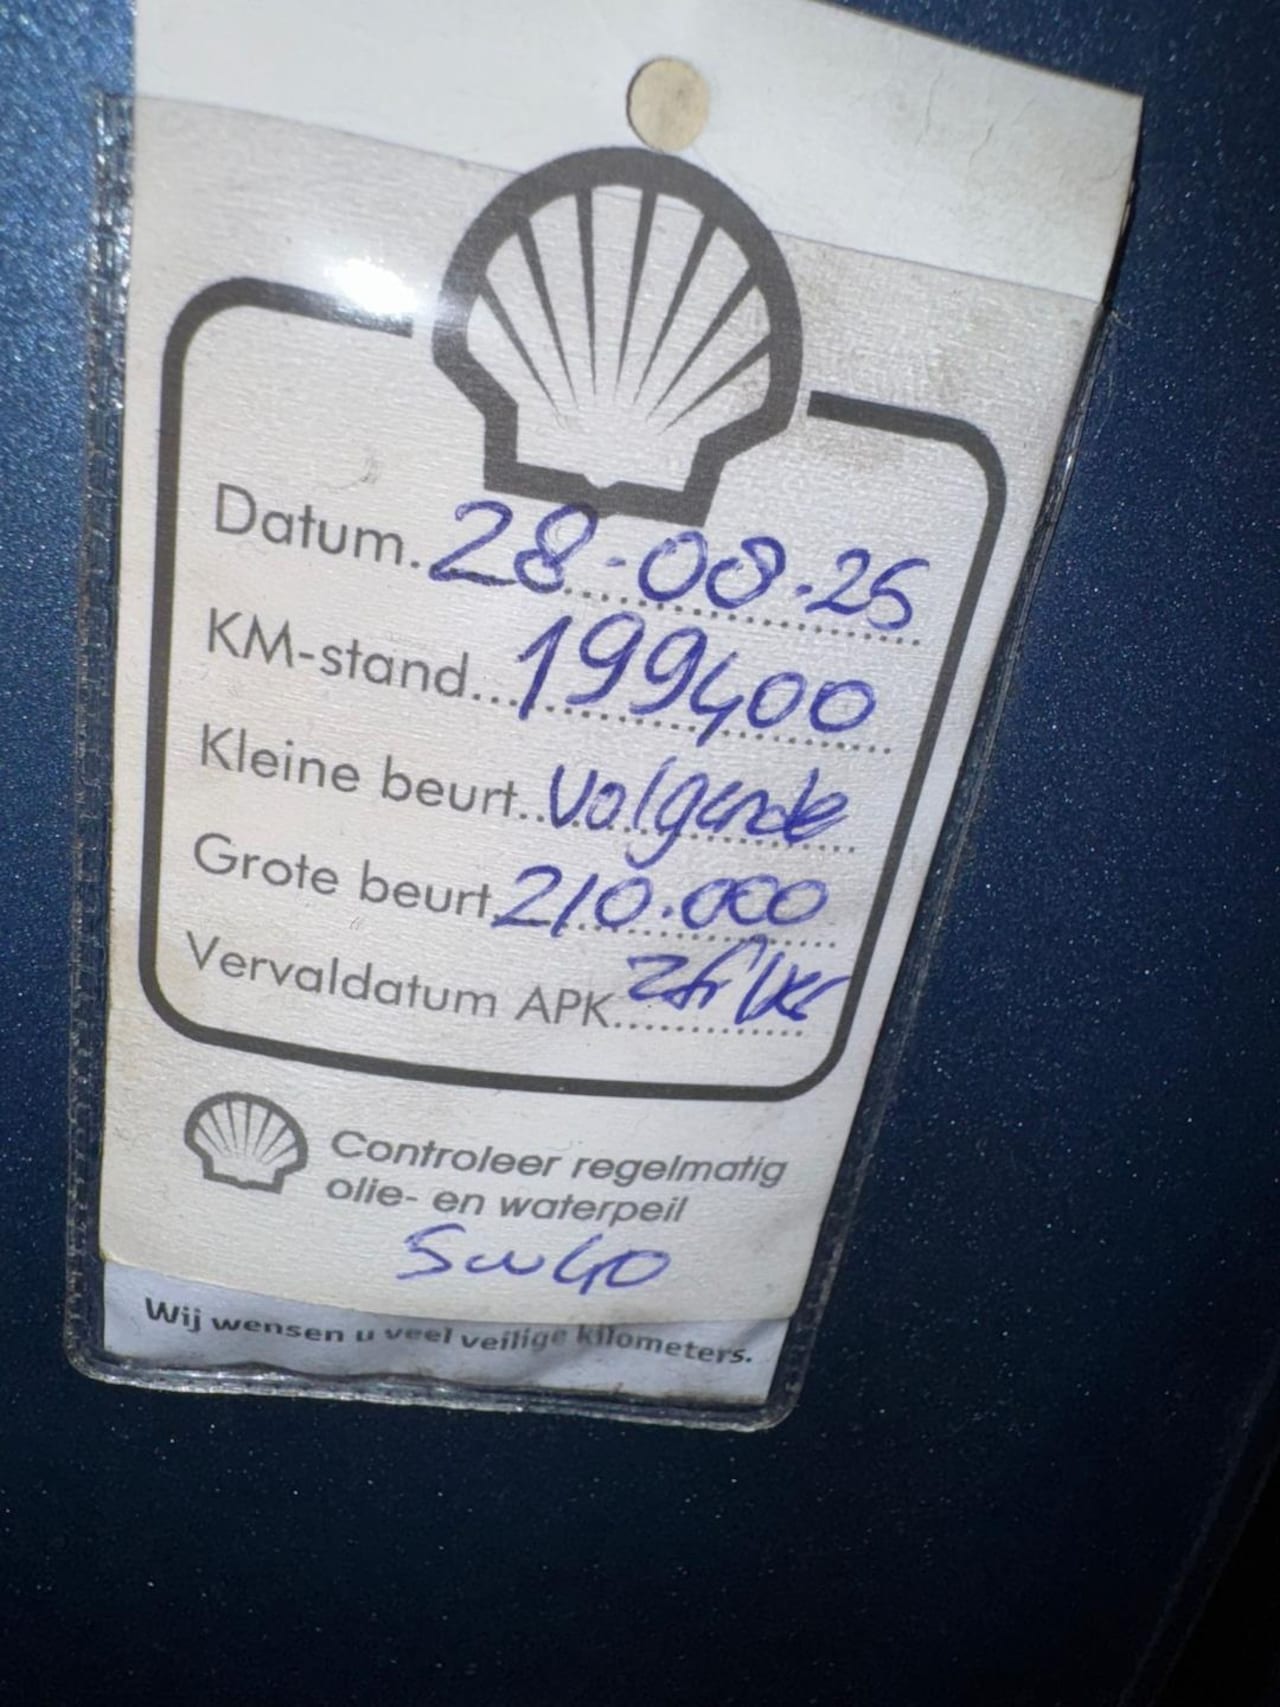 Datum 28-08-25
KM-stand 199400
Kleine beurt Volgende
Grote beurt 210.000
Vervaldatum APK
Controleer regelmatig
olie- en waterpeil
5w40
Wij wensen u veel veilige kilometers.